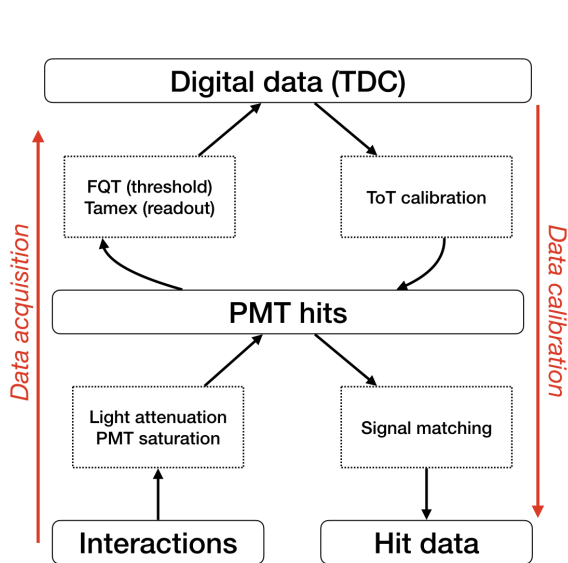 Digital data (TDC)
FQT (threshold)
Tamex (readout)
ToT calibration
Data acquisition
Data calibration
PMT hits
Light attenuation
PMT saturation
Signal matching
Interactions
Hit data